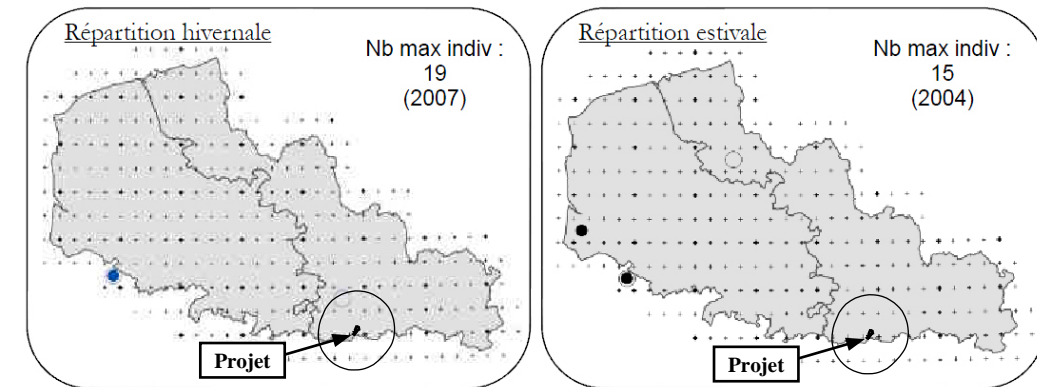 Répartition hivernale
Nb max indiv :
19
(2007)
Projet
Répartition estivale
Nb max indiv :
15
(2004)
Projet